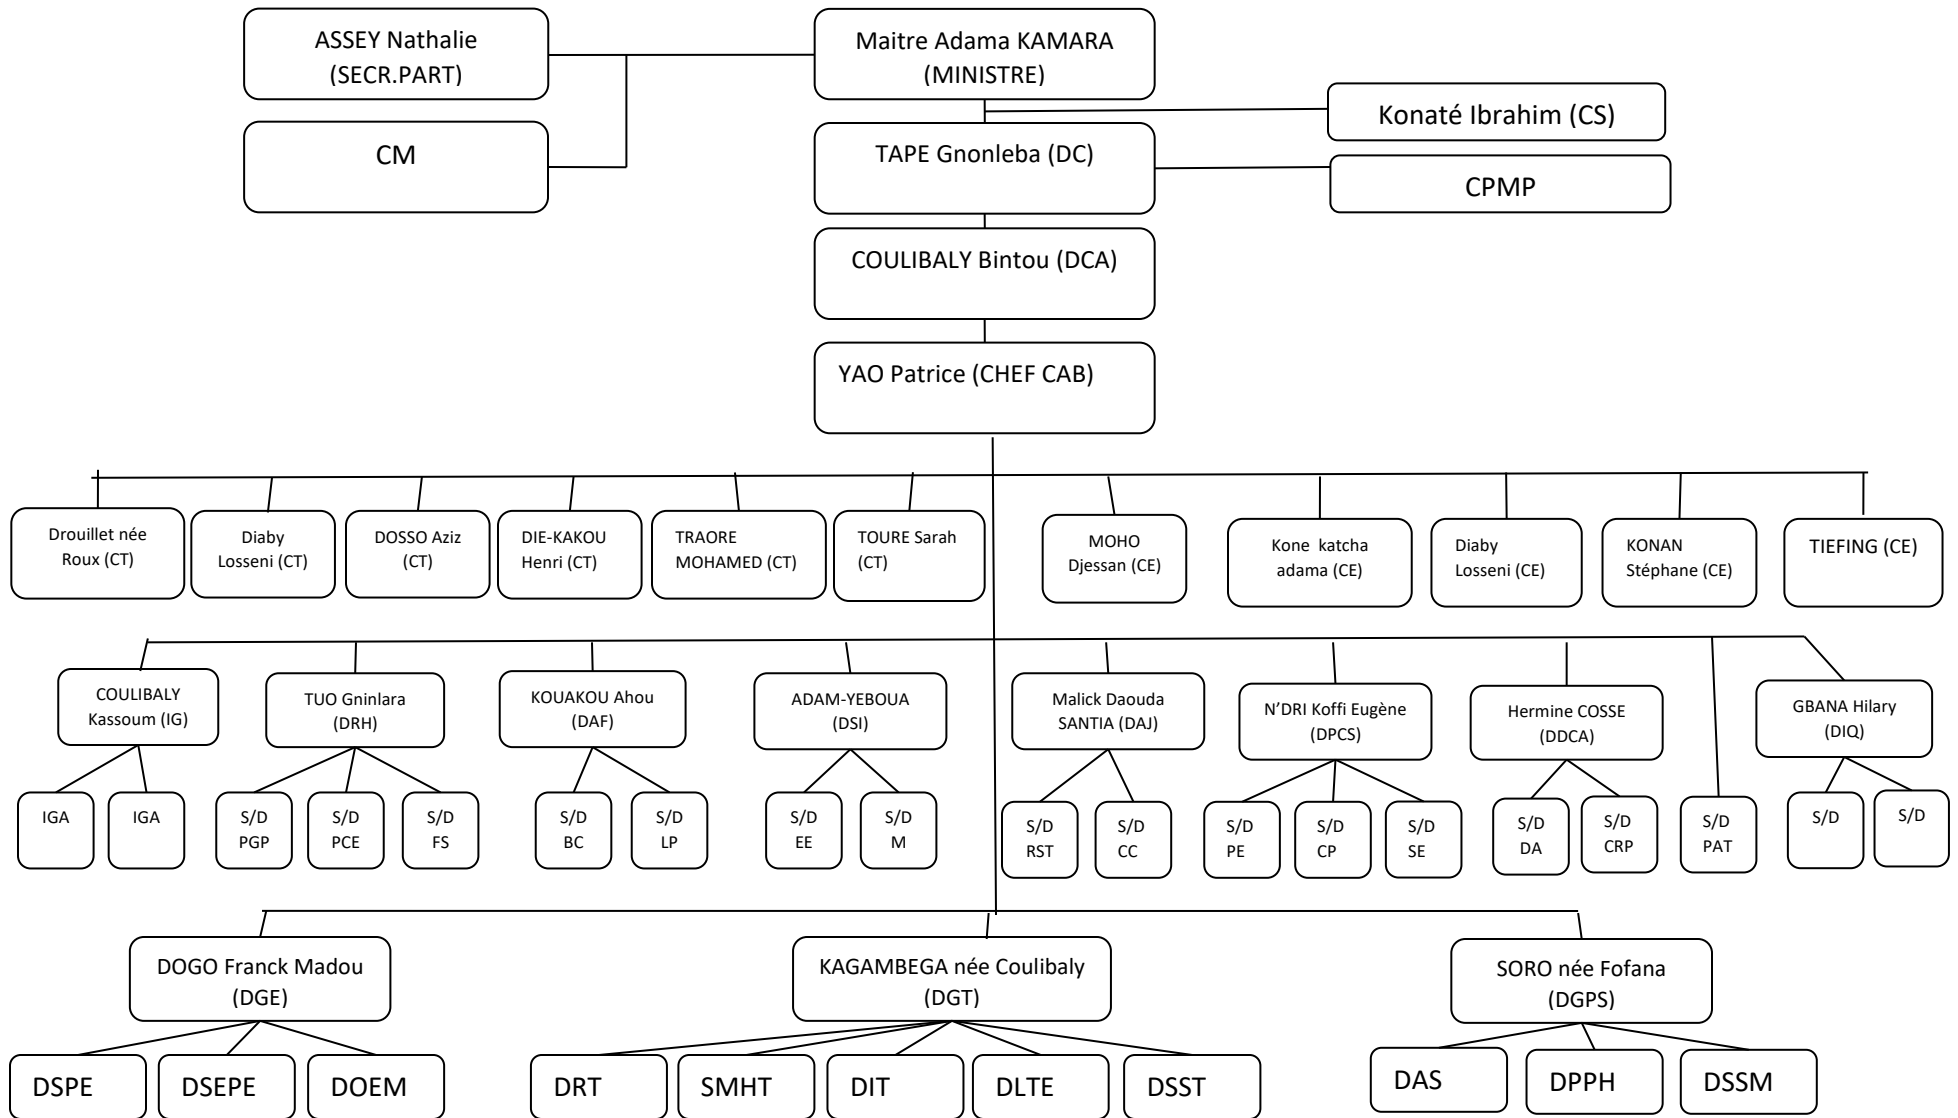 ASSEY Nathalie
(SECR.PART)
Maitre Adama KAMARA
(MINISTRE)
Konaté Ibrahim (CS)
CM
TAPE Gnonleba (DC)
CPMP
COULIBALY Bintou (DCA)
YAO Patrice (CHEF CAB)
Drouillet née
Roux (CT)
Diaby
Losseni (CT)
DOSSO Aziz
(CT)
DIE-KAKOU
Henri (CT)
TRAORE
MOHAMED (CT)
TOURE Sarah
(CT)
MOHO
Djessan (CE)
Kone katcha
adama (CE)
Diaby
Losseni (CE)
KONAN
Stéphane (CE)
TIEFING (CE)
COULIBALY
Kassoum (IG)
TUO Gninlara
(DRH)
KOUAKOU Ahou
(DAF)
ADAM-YEBOUA
(DSI)
Malick Daouda
SANTIA (DAJ)
N’DRI Koffi Eugène
(DPCS)
Hermine COSSE
(DDCA)
GBANA Hilary
(DIQ)
IGA
IGA
S/D
PGP
S/D
PCE
S/D
FS
S/D
BC
S/D
LP
S/D
EE
S/D
M
S/D
RST
S/D
CC
S/D
PE
S/D
CP
S/D
SE
S/D
DA
S/D
CRP
S/D
PAT
S/D
S/D
DOGO Franck Madou
(DGE)
KAGAMBEGA née Coulibaly
(DGT)
SORO née Fofana
(DGPS)
DSPE
DSEPE
DOEM
DRT
SMHT
DIT
DLTE
DSST
DAS
DPPH
DSSM